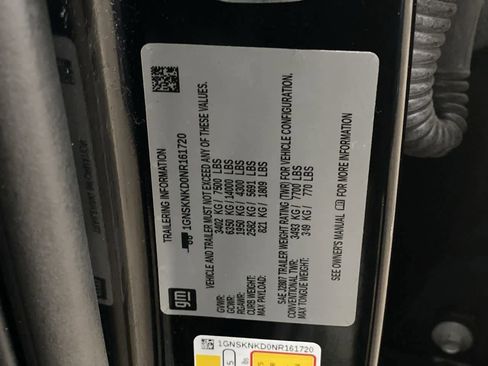 TRAILERING INFORMATION
1GNSKNKD0NR161720
VEHICLE AND TRAILER MUST NOT EXCEED ANY OF THESE VALUES.
GVWR: 3402 KG / 7500 LBS
GCWR: 6350 KG / 14000 LBS
RGAWR: 1950 KG / 4300 LBS
CURB WEIGHT: 2582 KG / 5691 LBS
MAX PAYLOAD: 821 KG / 1809 LBS
SAE J2807 TRAILER WEIGHT RATING (TWR) FOR VEHICLE CONFIGURATION.
CONVENTIONAL TWR: 3493 KG / 7700 LBS
MAX TONGUE WEIGHT: 349 KG / 770 LBS
SEE OWNER'S MANUAL FOR MORE INFORMATION
gm
1GNSKNKD0NR161720